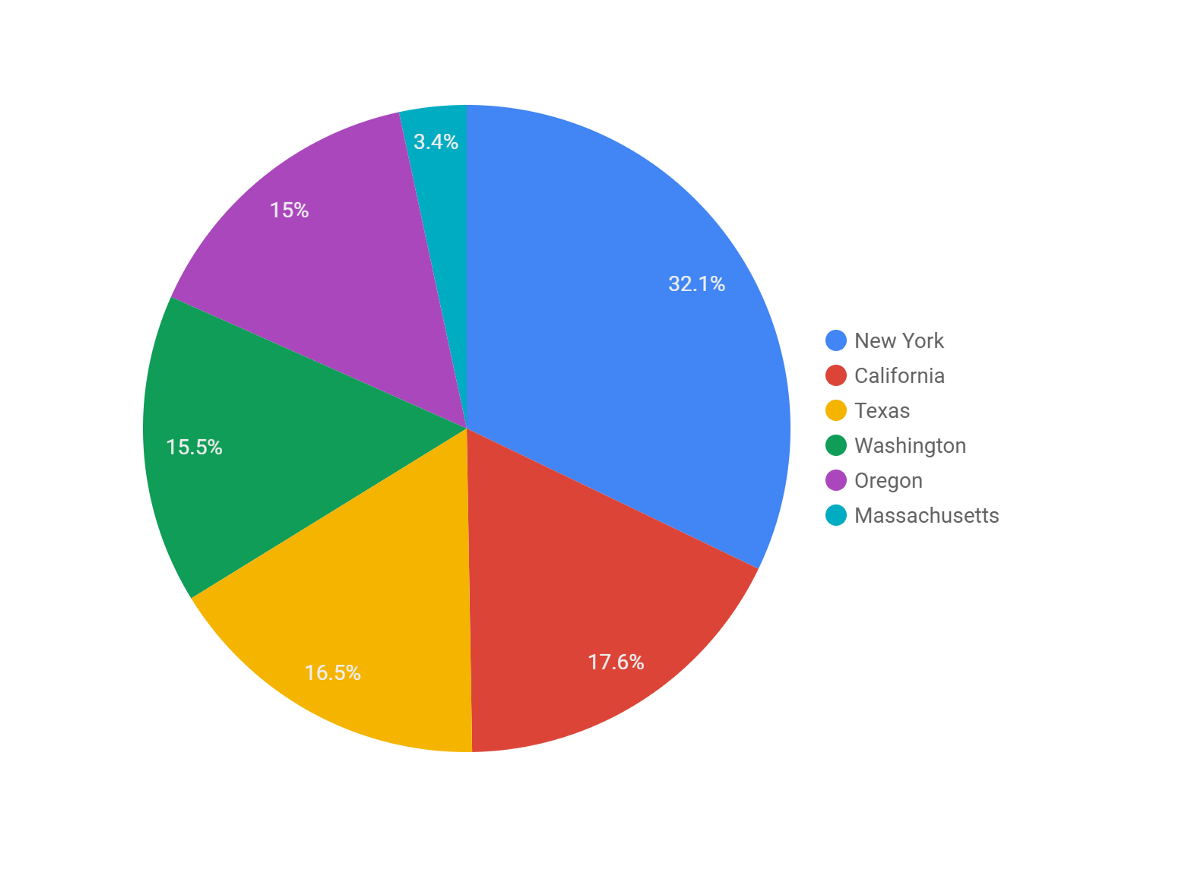 3.4%
15%
32.1%
15.5%
17.6%
16.5%
New York
California
Texas
Washington
Oregon
Massachusetts